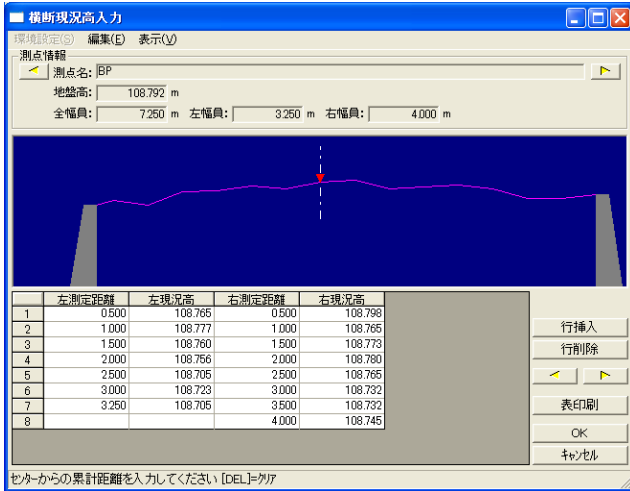 横断現況高入力
環境設定(S) 編集(E) 表示(V)
測点情報
測点名: BP
地盤高: 108.792 m
全幅員: 7.250 m 左幅員: 3.250 m 右幅員: 4.000 m
左測定距離 左現況高 右測定距離 右現況高
1 0.500 108.765 0.500 108.798
2 1.000 108.777 1.000 108.765
3 1.500 108.760 1.500 108.773
4 2.000 108.756 2.000 108.780
5 2.500 108.705 2.500 108.765
6 3.000 108.723 3.000 108.732
7 3.250 108.705 3.500 108.732
8 4.000 108.745
行挿入
行削除
表印刷
OK
キャンセル
センターからの累計距離を入力してください [DEL]=クリア